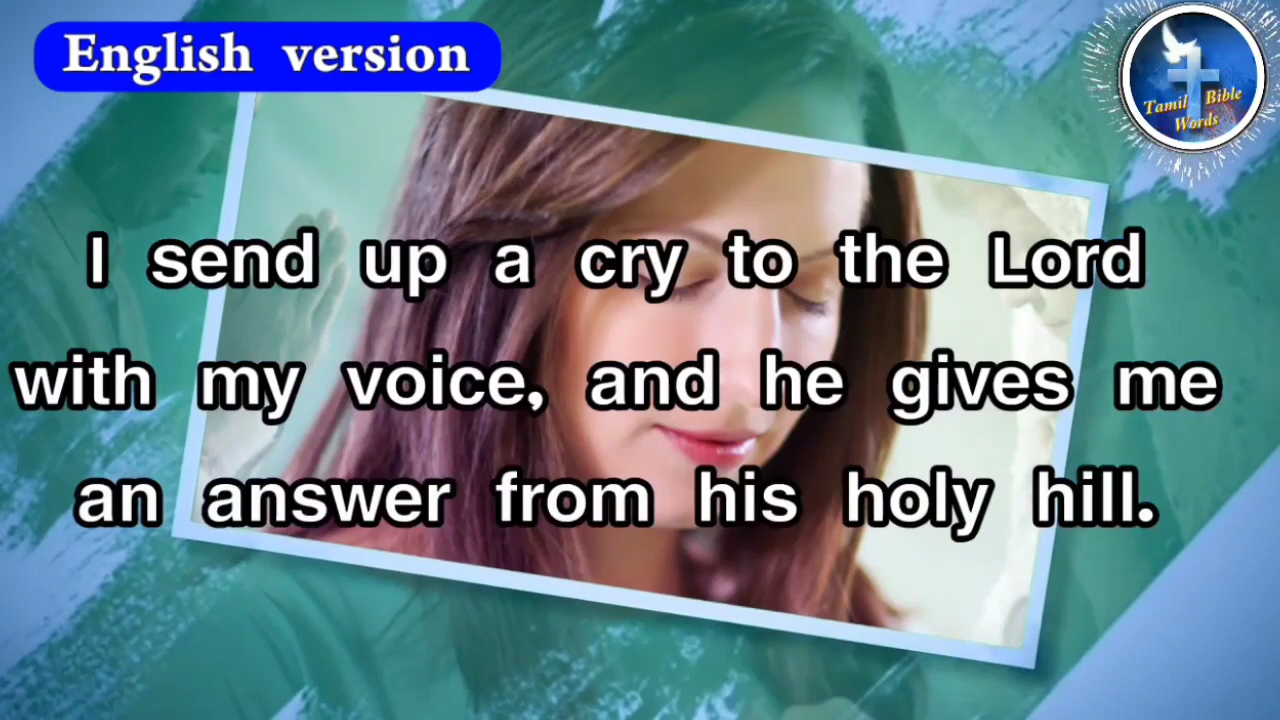 English version
Tamil Bible
Words
I send up a cry to the Lord
with my voice, and he gives me
an answer from his holy hill.